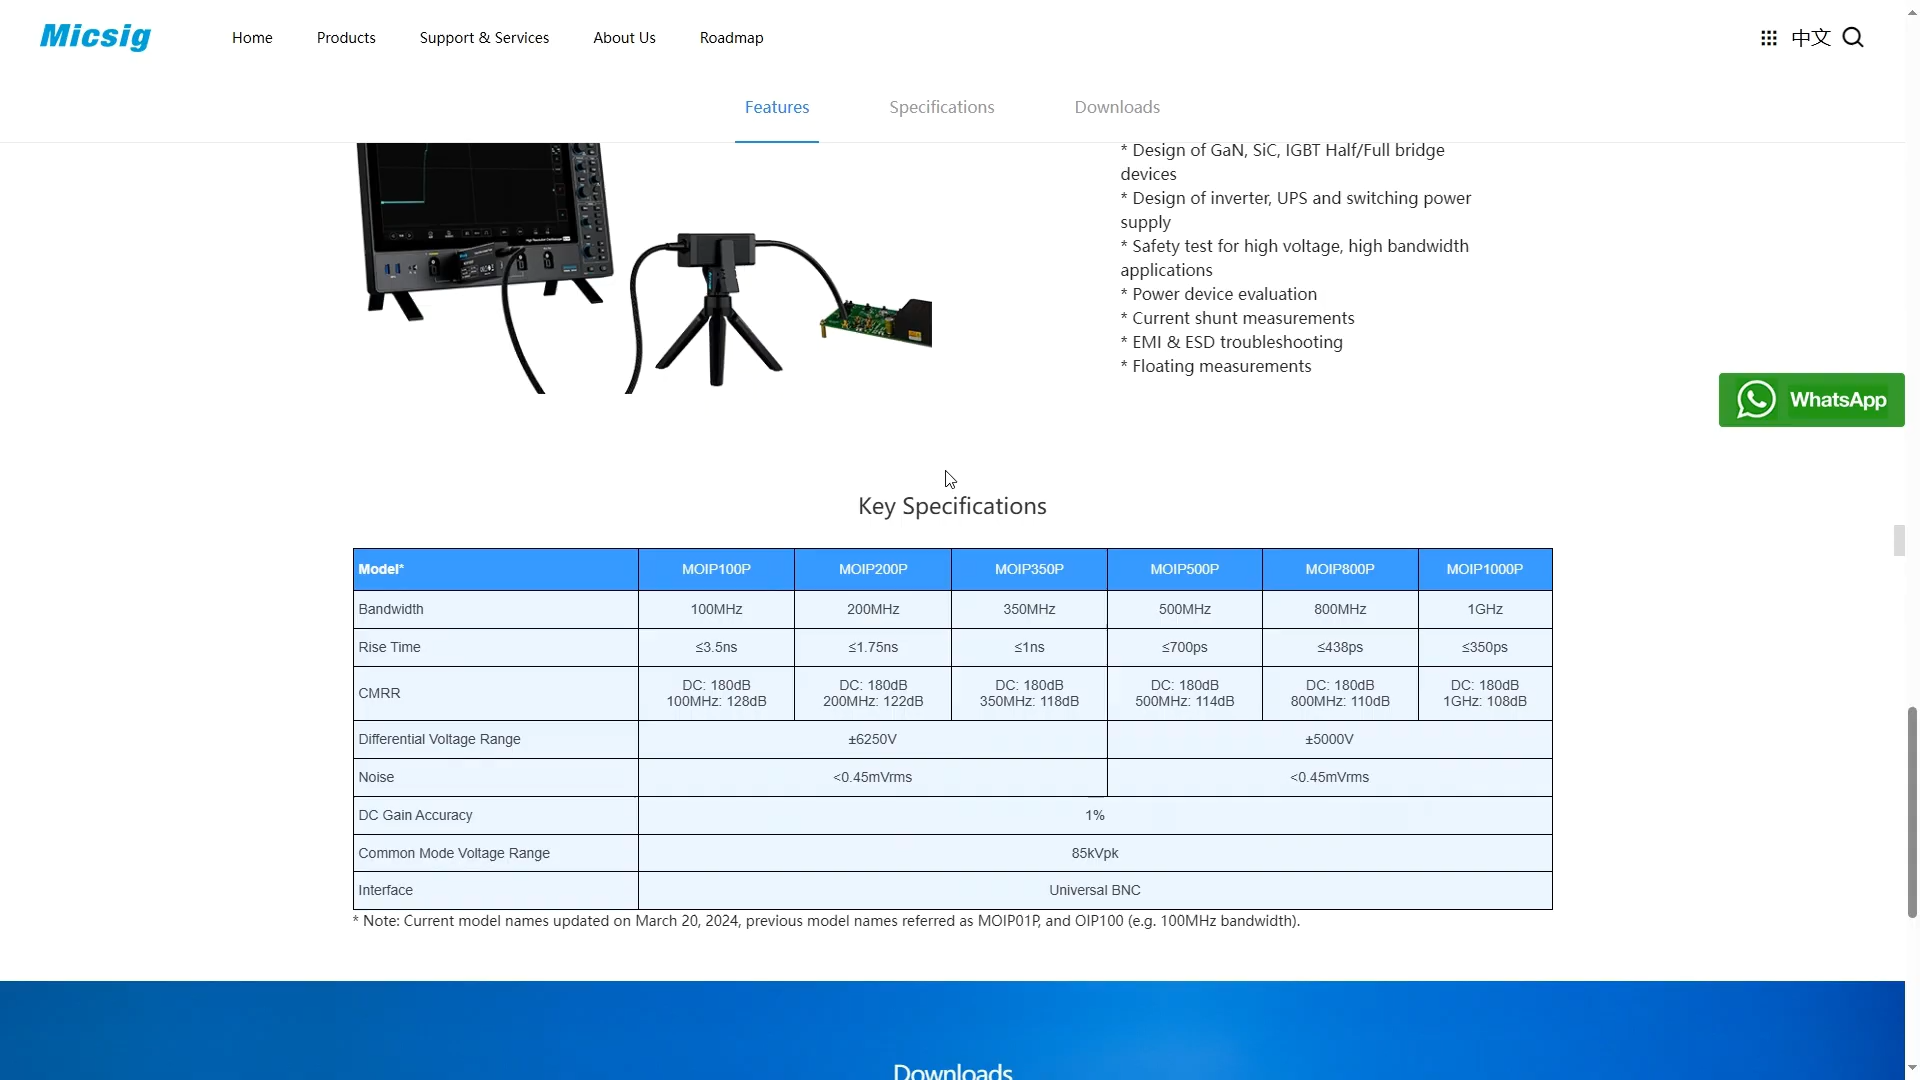 Micsig
Home
Products
Support & Services
About Us
Roadmap
中文
Features
Specifications
Downloads
* Design of GaN, SiC, IGBT Half/Full bridge
devices
* Design of inverter, UPS and switching power
supply
* Safety test for high voltage, high bandwidth
applications
* Power device evaluation
* Current shunt measurements
* EMI & ESD troubleshooting
* Floating measurements
WhatsApp
Key Specifications
Model* MOIP100P MOIP200P MOIP350P MOIP500P MOIP800P MOIP1000P
Bandwidth 100MHz 200MHz 350MHz 500MHz 800MHz 1GHz
Rise Time ≤3.5ns ≤1.75ns ≤1ns ≤700ps ≤438ps ≤350ps
CMRR DC: 180dB DC: 180dB DC: 180dB DC: 180dB DC: 180dB DC: 180dB
100MHz: 128dB 200MHz: 122dB 350MHz: 118dB 500MHz: 114dB 800MHz: 110dB 1GHz: 108dB
Differential Voltage Range ±6250V ±5000V
Noise <0.45mVrms <0.45mVrms
DC Gain Accuracy 1%
Common Mode Voltage Range 85kVpk
Interface Universal BNC
* Note: Current model names updated on March 20, 2024, previous model names referred as MOIP01P, and OIP100 (e.g. 100MHz bandwidth).
Downloads